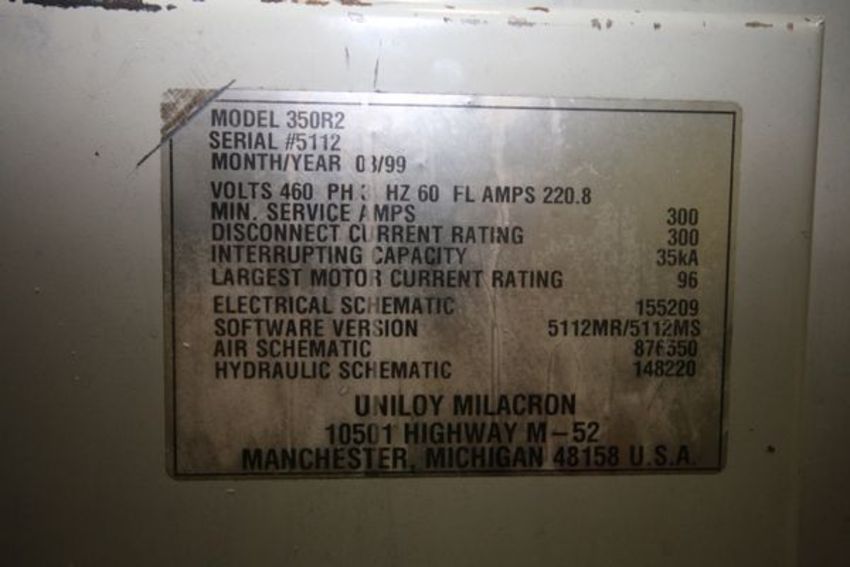 MODEL 350R2
SERIAL #5112
MONTH/YEAR 03/99
VOLTS 460 PH 3 HZ 60 FL AMPS 220.8
MIN. SERVICE AMPS 300
DISCONNECT CURRENT RATING 300
INTERRUPTING CAPACITY 35kA
LARGEST MOTOR CURRENT RATING 96
ELECTRICAL SCHEMATIC 155209
SOFTWARE VERSION 5112MR/5112MS
AIR SCHEMATIC
HYDRAULIC SCHEMATIC 148220
UNILOY MILACRON
10501 HIGHWAY M-52
MANCHESTER, MICHIGAN 48158 U.S.A.